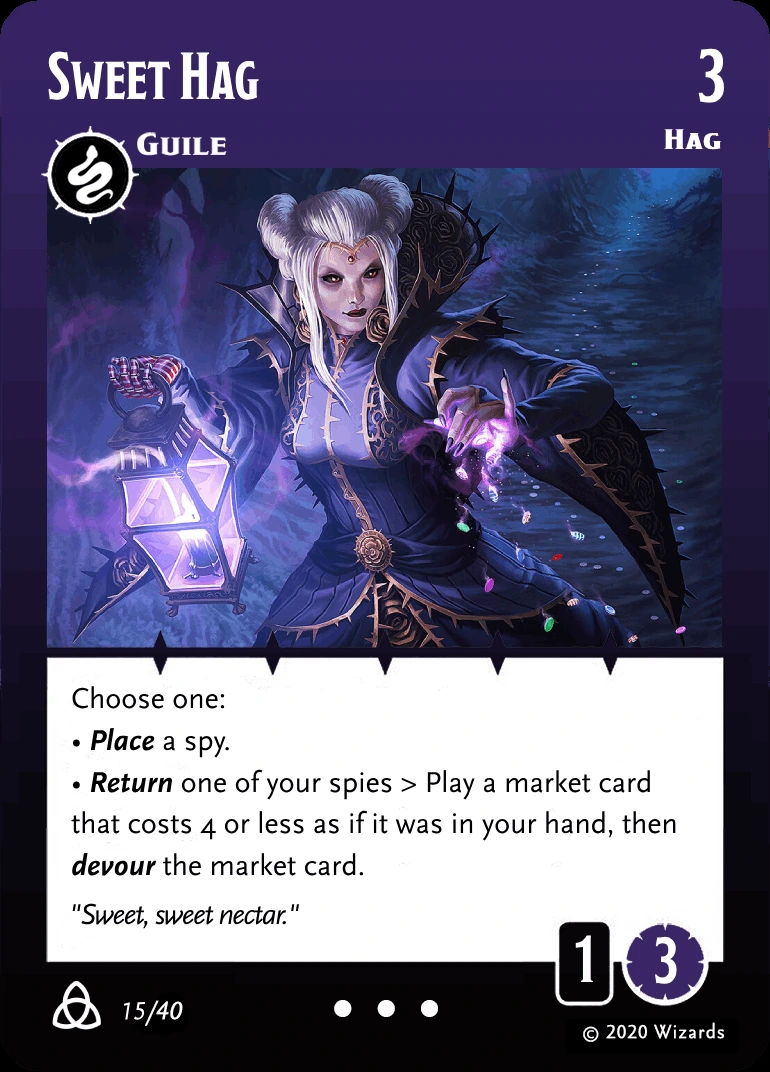 Sweet Hag 3
Guile Hag
Choose one:
• Place a spy.
• Return one of your spies > Play a market card
that costs 4 or less as if it was in your hand, then
devour the market card.
"Sweet, sweet nectar."
1 3
15/40
© 2020 Wizards